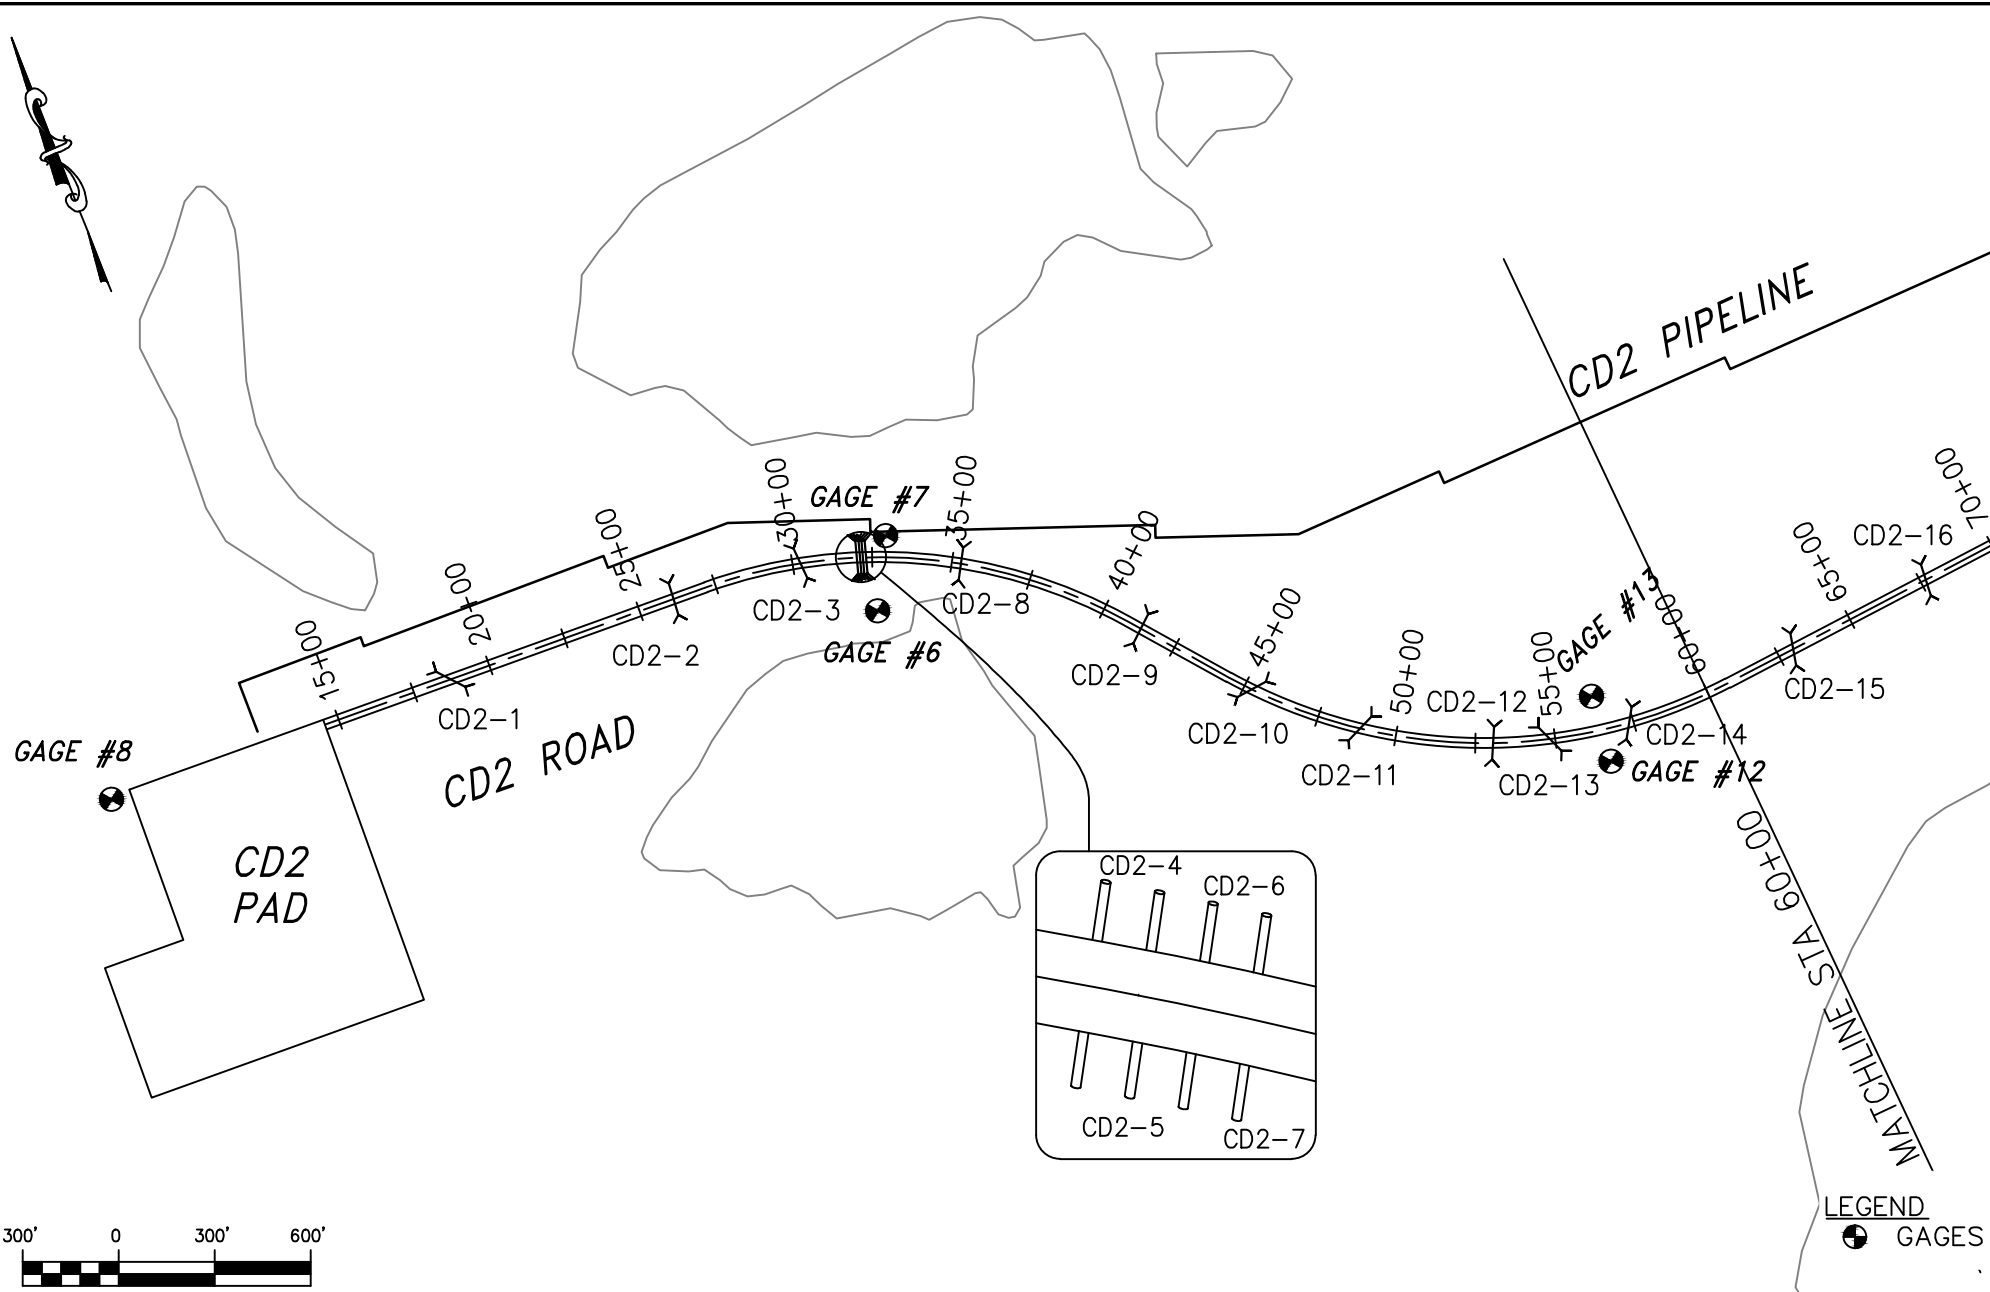 CD2 PIPELINE
70+00
30+00
GAGE #7
35+00
25+00
40+00
65+00
CD2-16
20+00
GAGE #13
60+00
15+00
CD2-3
CD2-8
45+00
CD2-2
GAGE #6
CD2-9
50+00
55+00
CD2-12
CD2-15
CD2-1
CD2-10
CD2-14
GAGE #8
CD2 ROAD
CD2-11
CD2-13
GAGE #12
CD2
PAD
MATCHLINE STA 60+00
CD2-4
CD2-6
CD2-5
CD2-7
LEGEND
GAGES
300' 0 300' 600'